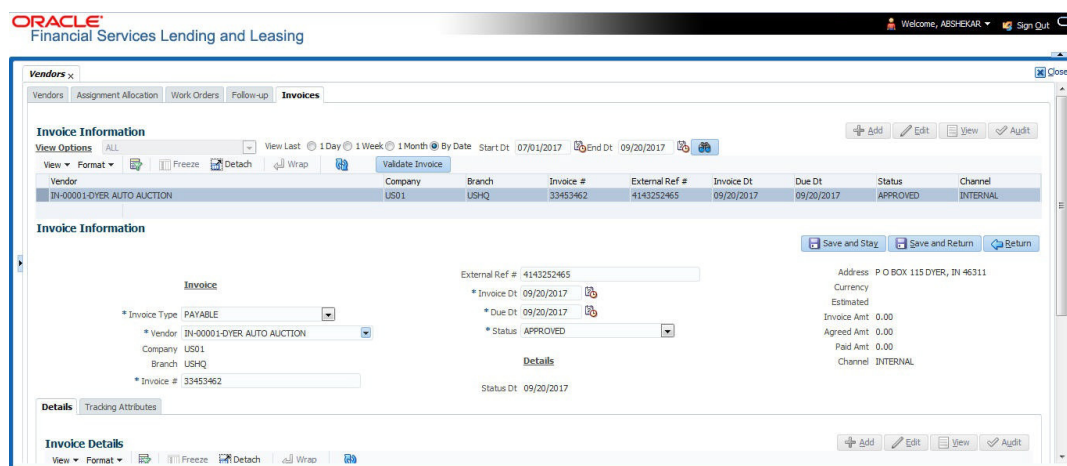 ORACLE'
Financial Services Lending and Leasing
Welcome, ABSHEKAR Sign Out
Vendors x
Close
Vendors Assignment Allocation Work Orders Follow-up Invoices
Invoice Information
Add Edit View Audit
View Options ALL View Last 1 Day 1 Week 1 Month By Date Start Dt 07/01/2017 End Dt 09/20/2017
View Format Freeze Detach Wrap Validate Invoice
Vendor Company Branch Invoice # External Ref # Invoice Dt Due Dt Status Channel
IN-00001-DYER AUTO AUCTION US01 USHQ 33453462 4143252465 09/20/2017 09/20/2017 APPROVED INTERNAL
Invoice Information
Save and Stay Save and Return Return
Invoice
* Invoice Type PAYABLE
* Vendor IN-00001-DYER AUTO AUCTION
Company US01
Branch USHQ
* Invoice # 33453462
External Ref # 4143252465
* Invoice Dt 09/20/2017
* Due Dt 09/20/2017
* Status APPROVED
Details
Status Dt 09/20/2017
Address P O BOX 115 DYER, IN 46311
Currency
Estimated
Invoice Amt 0.00
Agreed Amt 0.00
Paid Amt 0.00
Channel INTERNAL
Details Tracking Attributes
Invoice Details
Add Edit View Audit
View Format Freeze Detach Wrap